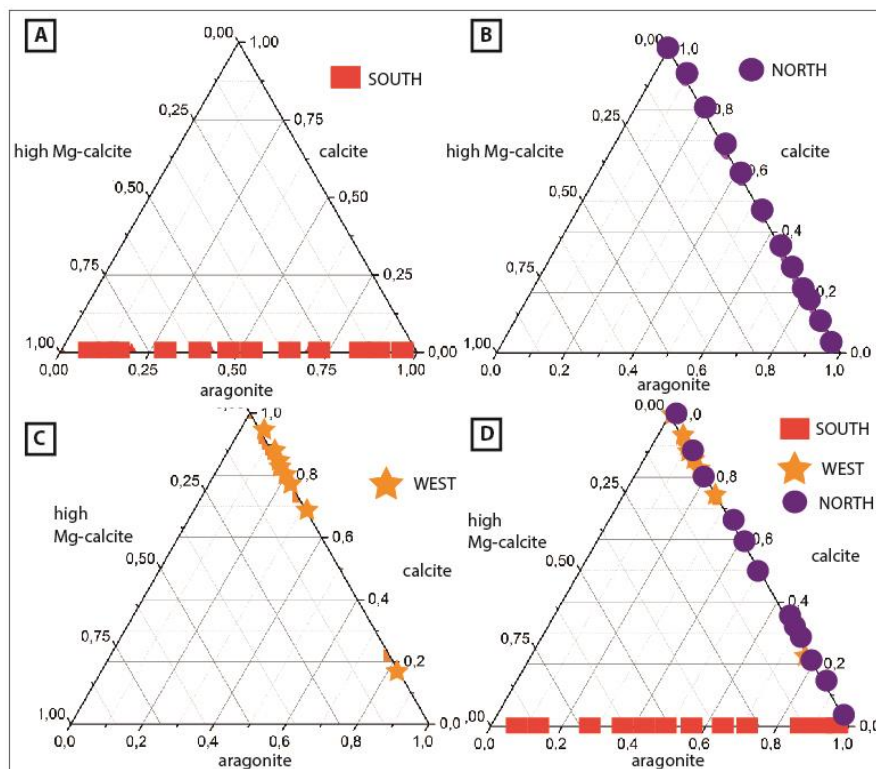 A
0,00
1,00
SOUTH
0,25
0,75
high Mg-calcite
calcite
0,50
0,50
0,75
0,25
1,00
0,00
0,00
0,25
0,50
0,75
1,00
aragonite
B
0,00
1,0
NORTH
0,25
0,8
high Mg-calcite
calcite
0,6
0,50
0,4
0,75
0,2
1,00
0,0
0,0
0,2
0,4
0,6
0,8
1,0
aragonite
C
0,00
1,0
WEST
0,25
0,8
high
Mg-calcite
0,6
0,50
calcite
0,4
0,75
0,2
1,00
0,0
0,0
0,2
0,4
0,6
0,8
1,0
aragonite
D
0,00
SOUTH
WEST
NORTH
0,25
0,8
high
Mg-calcite
0,6
0,50
calcite
0,4
0,75
0,2
1,00
0,0
0,0
0,2
0,4
0,6
0,8
1,0
aragonite